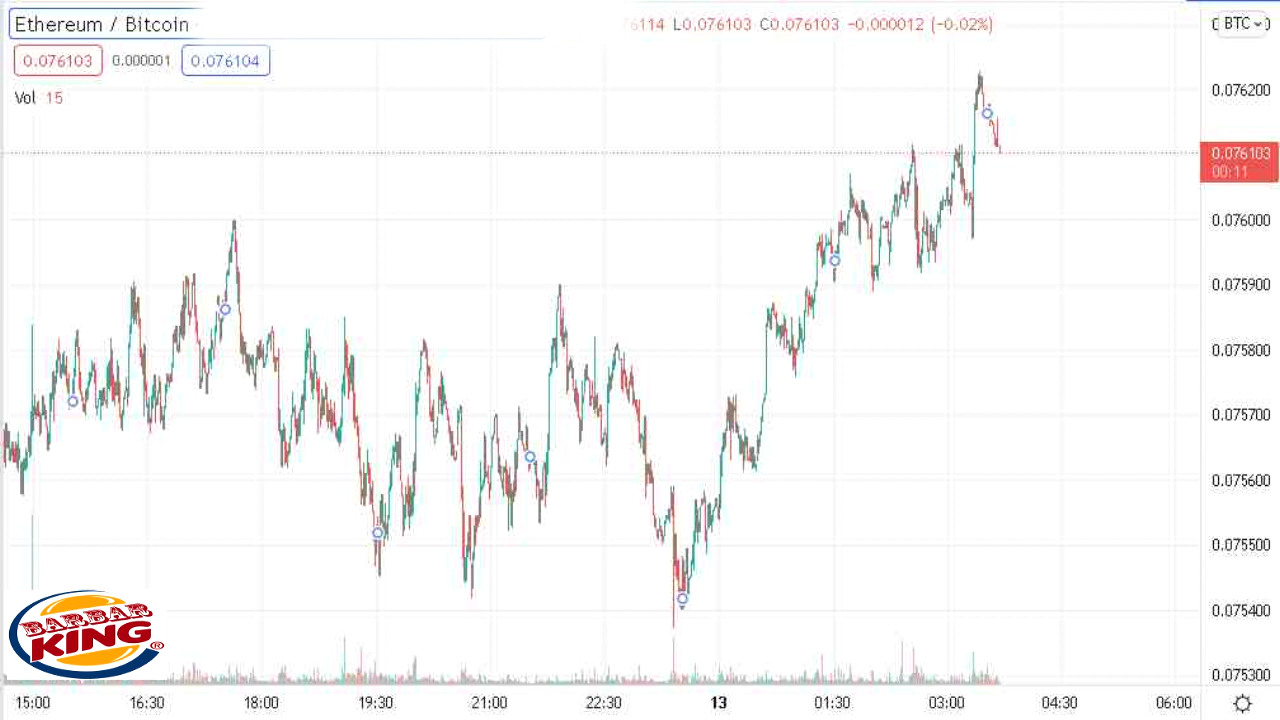 Ethereum / Bitcoin
L0.076103 C0.076103 −0.000012 (−0.02%)
BTC
0.076103 0.000001 0.076104
Vol 15
0.076200
0.076103
00:11
0.076000
0.075900
0.075800
0.075700
0.075600
0.075500
0.075400
0.075300
BARBAR
KING®
15:00 16:30 18:00 19:30 21:00 22:30 13 01:30 03:00 04:30 06:00